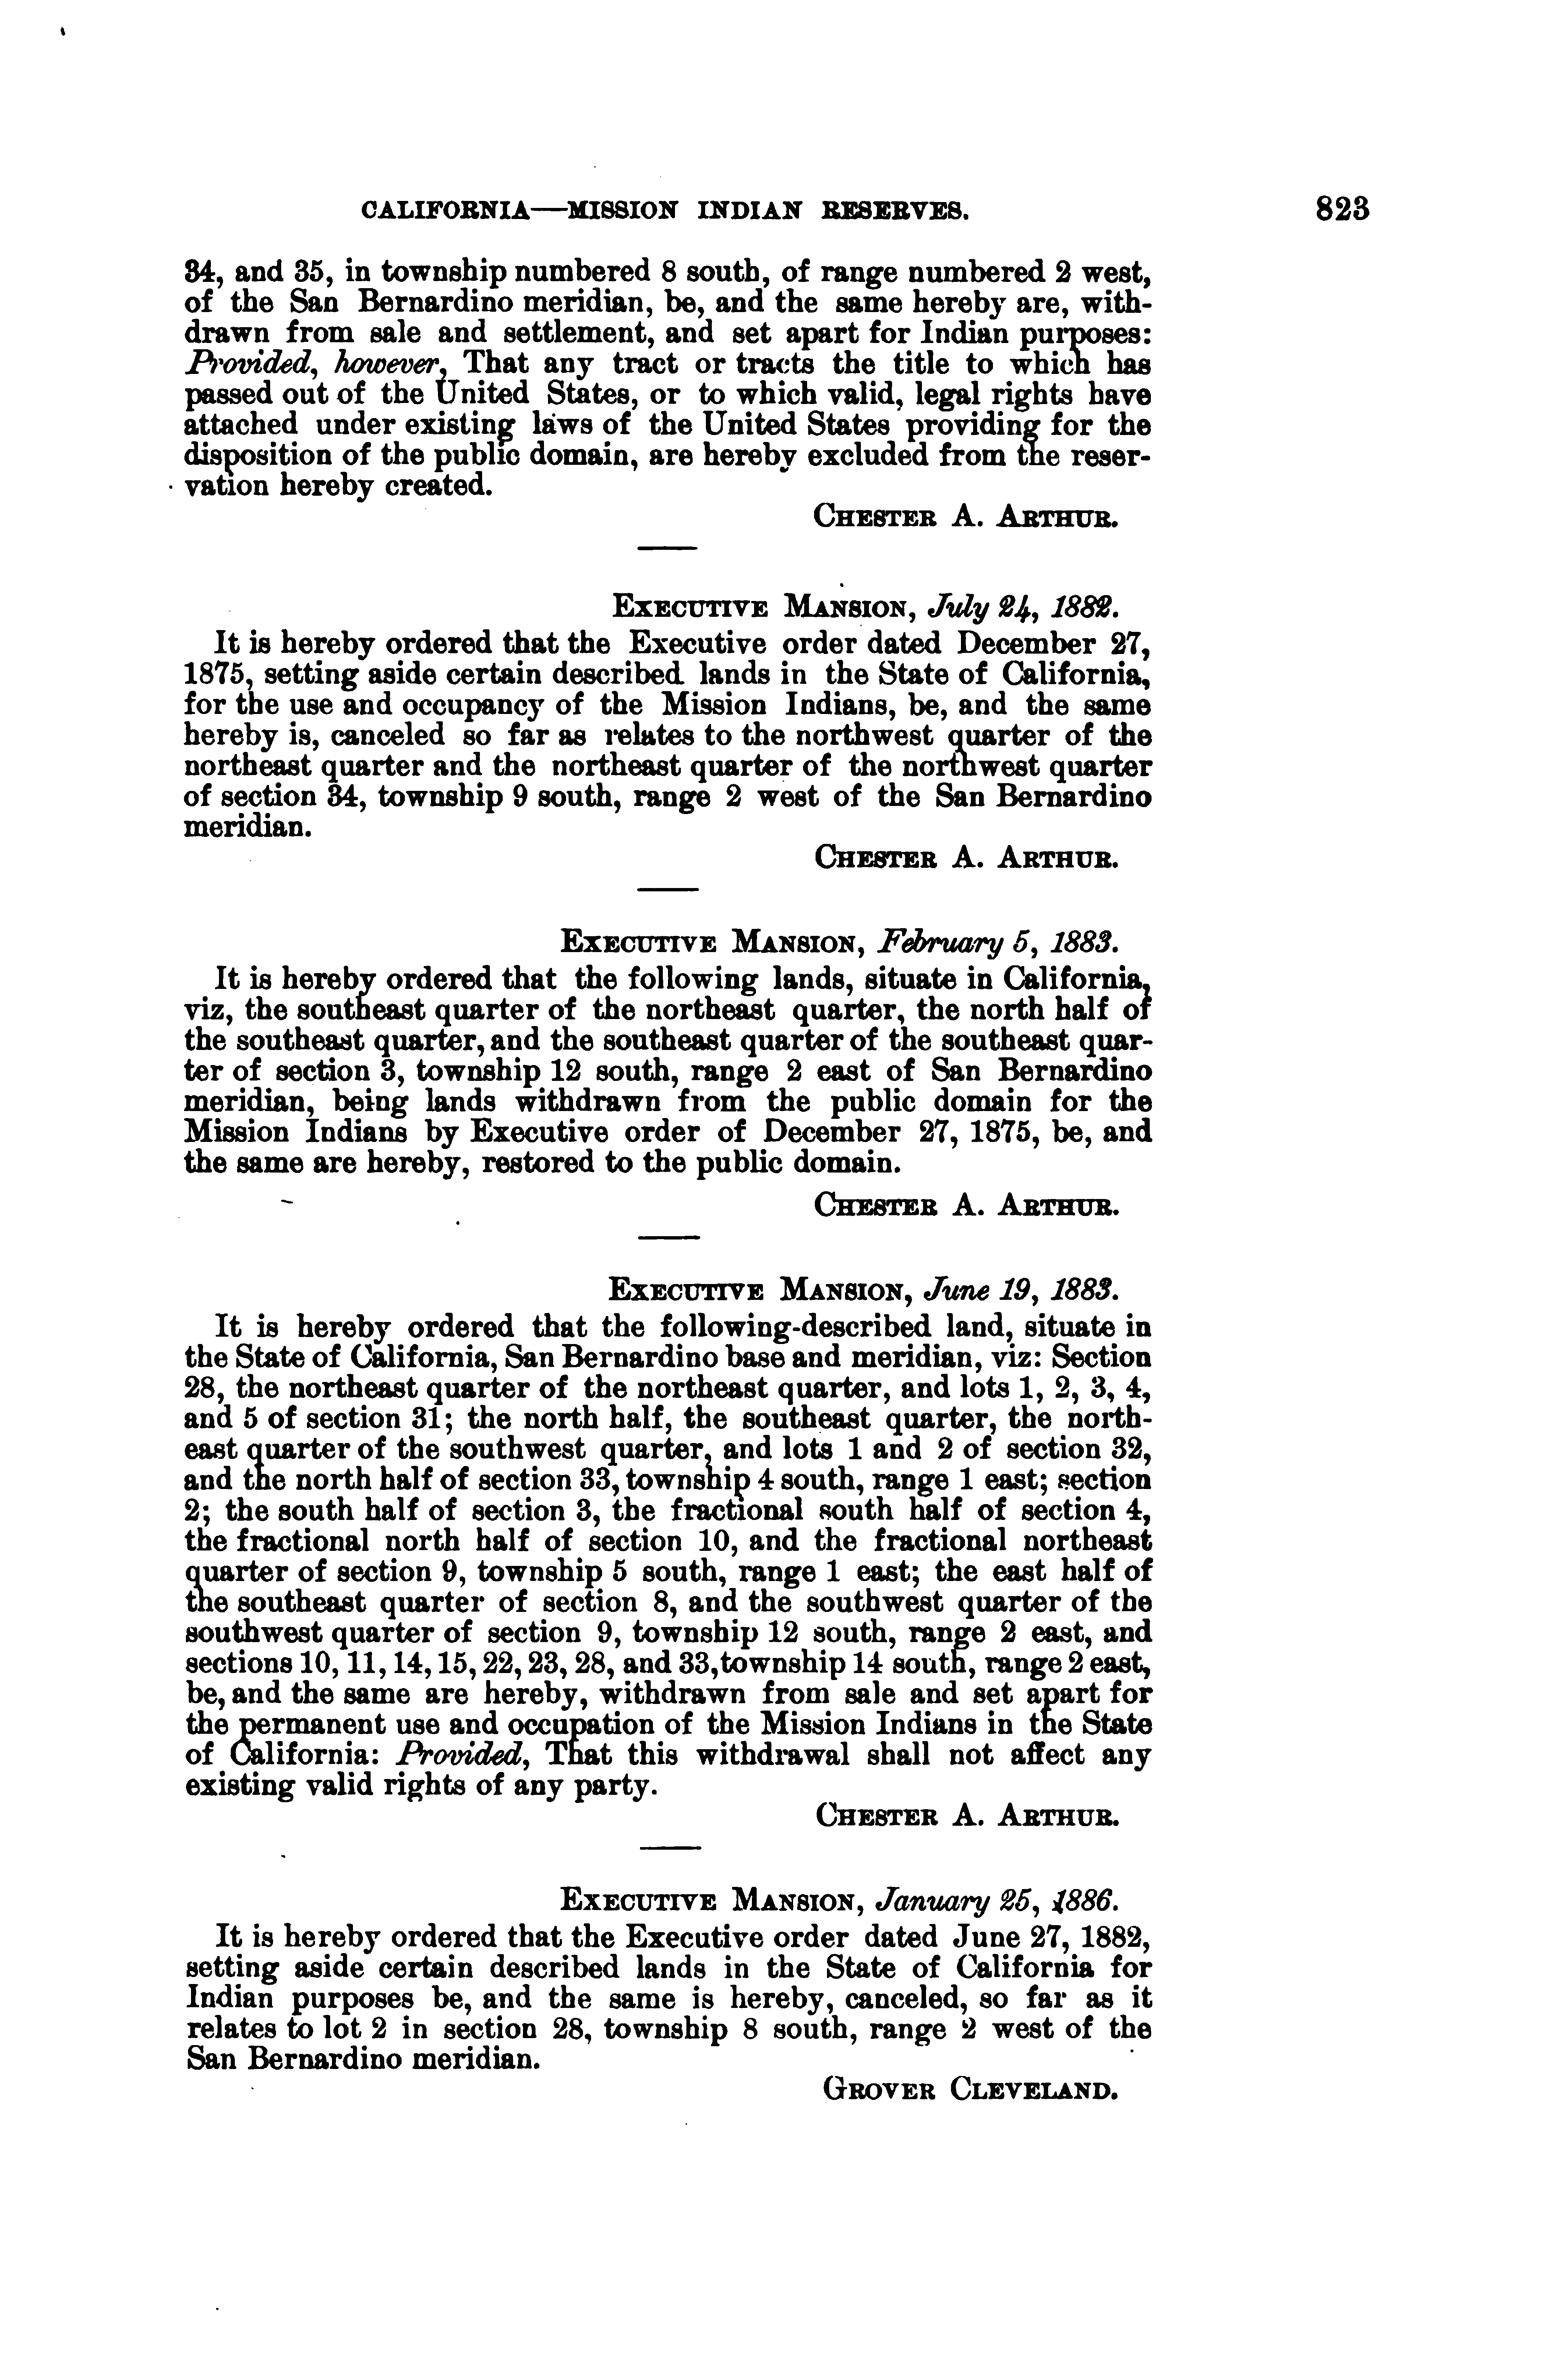 CALIFORNIA—MISSION INDIAN RESERVES. 823
34, and 35, in township numbered 8 south, of range numbered 2 west,
of the San Bernardino meridian, be, and the same hereby are, with-
drawn from sale and settlement, and set apart for Indian purposes:
Provided, however, That any tract or tracts the title to which has
passed out of the United States, or to which valid, legal rights have
attached under existing laws of the United States providing for the
disposition of the public domain, are hereby excluded from the reser-
vation hereby created.
CHESTER A. ARTHUR.
EXECUTIVE MANSION, July 24, 1882.
It is hereby ordered that the Executive order dated December 27,
1875, setting aside certain described lands in the State of California,
for the use and occupancy of the Mission Indians, be, and the same
hereby is, canceled so far as relates to the northwest quarter of the
northeast quarter and the northeast quarter of the northwest quarter
of section 34, township 9 south, range 2 west of the San Bernardino
meridian.
CHESTER A. ARTHUR.
EXECUTIVE MANSION, February 5, 1883.
It is hereby ordered that the following lands, situate in California,
viz, the southeast quarter of the northeast quarter, the north half of
the southeast quarter, and the southeast quarter of the southeast quar-
ter of section 3, township 12 south, range 2 east of San Bernardino
meridian, being lands withdrawn from the public domain for the
Mission Indians by Executive order of December 27, 1875, be, and
the same are hereby, restored to the public domain.
CHESTER A. ARTHUR.
EXECUTIVE MANSION, June 19, 1883.
It is hereby ordered that the following-described land, situate in
the State of California, San Bernardino base and meridian, viz: Section
28, the northeast quarter of the northeast quarter, and lots 1, 2, 3, 4,
and 5 of section 31; the north half, the southeast quarter, the north-
east quarter of the southwest quarter, and lots 1 and 2 of section 32,
and the north half of section 33, township 4 south, range 1 east; section
2; the south half of section 3, the fractional south half of section 4,
the fractional north half of section 10, and the fractional northeast
quarter of section 9, township 5 south, range 1 east; the east half of
the southeast quarter of section 8, and the southwest quarter of the
southwest quarter of section 9, township 12 south, range 2 east, and
sections 10, 11, 14, 15, 22, 23, 28, and 33, township 14 south, range 2 east,
be, and the same are hereby, withdrawn from sale and set apart for
the permanent use and occupation of the Mission Indians in the State
of California: Provided, That this withdrawal shall not affect any
existing valid rights of any party.
CHESTER A. ARTHUR.
EXECUTIVE MANSION, January 25, 1886.
It is hereby ordered that the Executive order dated June 27, 1882,
setting aside certain described lands in the State of California for
Indian purposes be, and the same is hereby, canceled, so far as it
relates to lot 2 in section 28, township 8 south, range 2 west of the
San Bernardino meridian.
GROVER CLEVELAND.